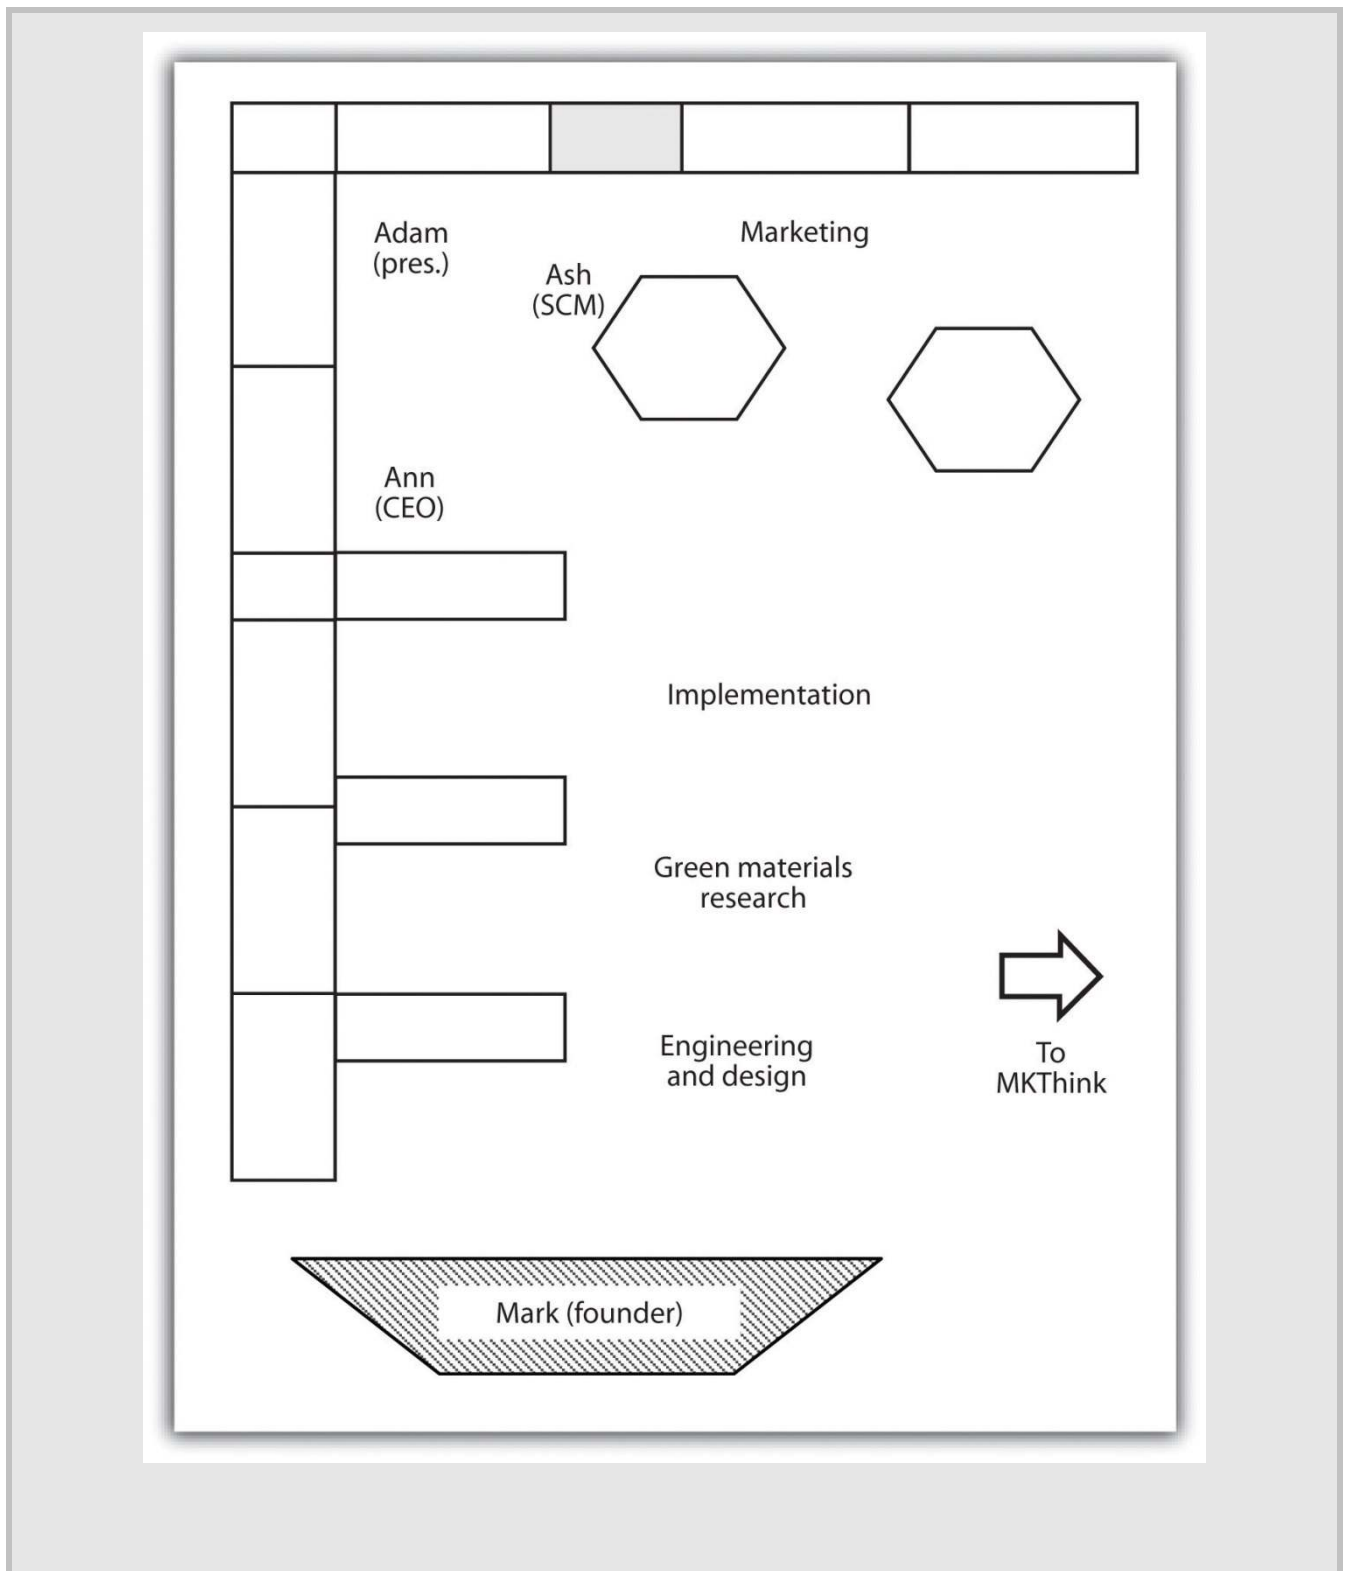 Adam
(pres.)
Marketing
Ash
(SCM)
Ann
(CEO)
Implementation
Green materials
research
Engineering
and design
To
MKThink
Mark (founder)